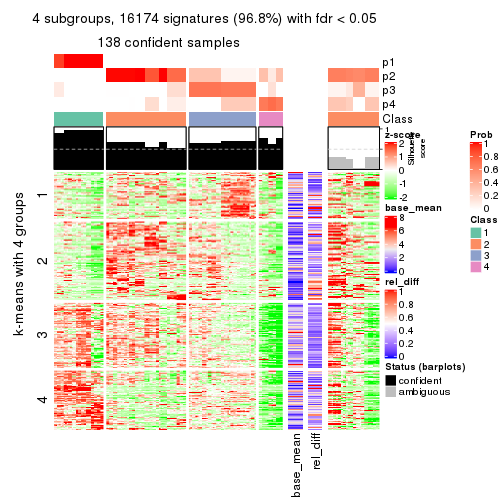 4 subgroups, 16174 signatures (96.8%) with fdr < 0.05
138 confident samples
p1
p2
p3
p4
Class
1
Silhouette
score
z-score
2
1
0
-1
-2
base_mean
8
6
4
2
0
rel_diff
1
0.8
0.6
0.4
0.2
0
Status (barplots)
confident
ambiguous
Prob
1
0.8
0.6
0.4
0.2
0
Class
1
2
3
4
k-means with 4 groups
1
2
3
4
base_mean
rel_diff